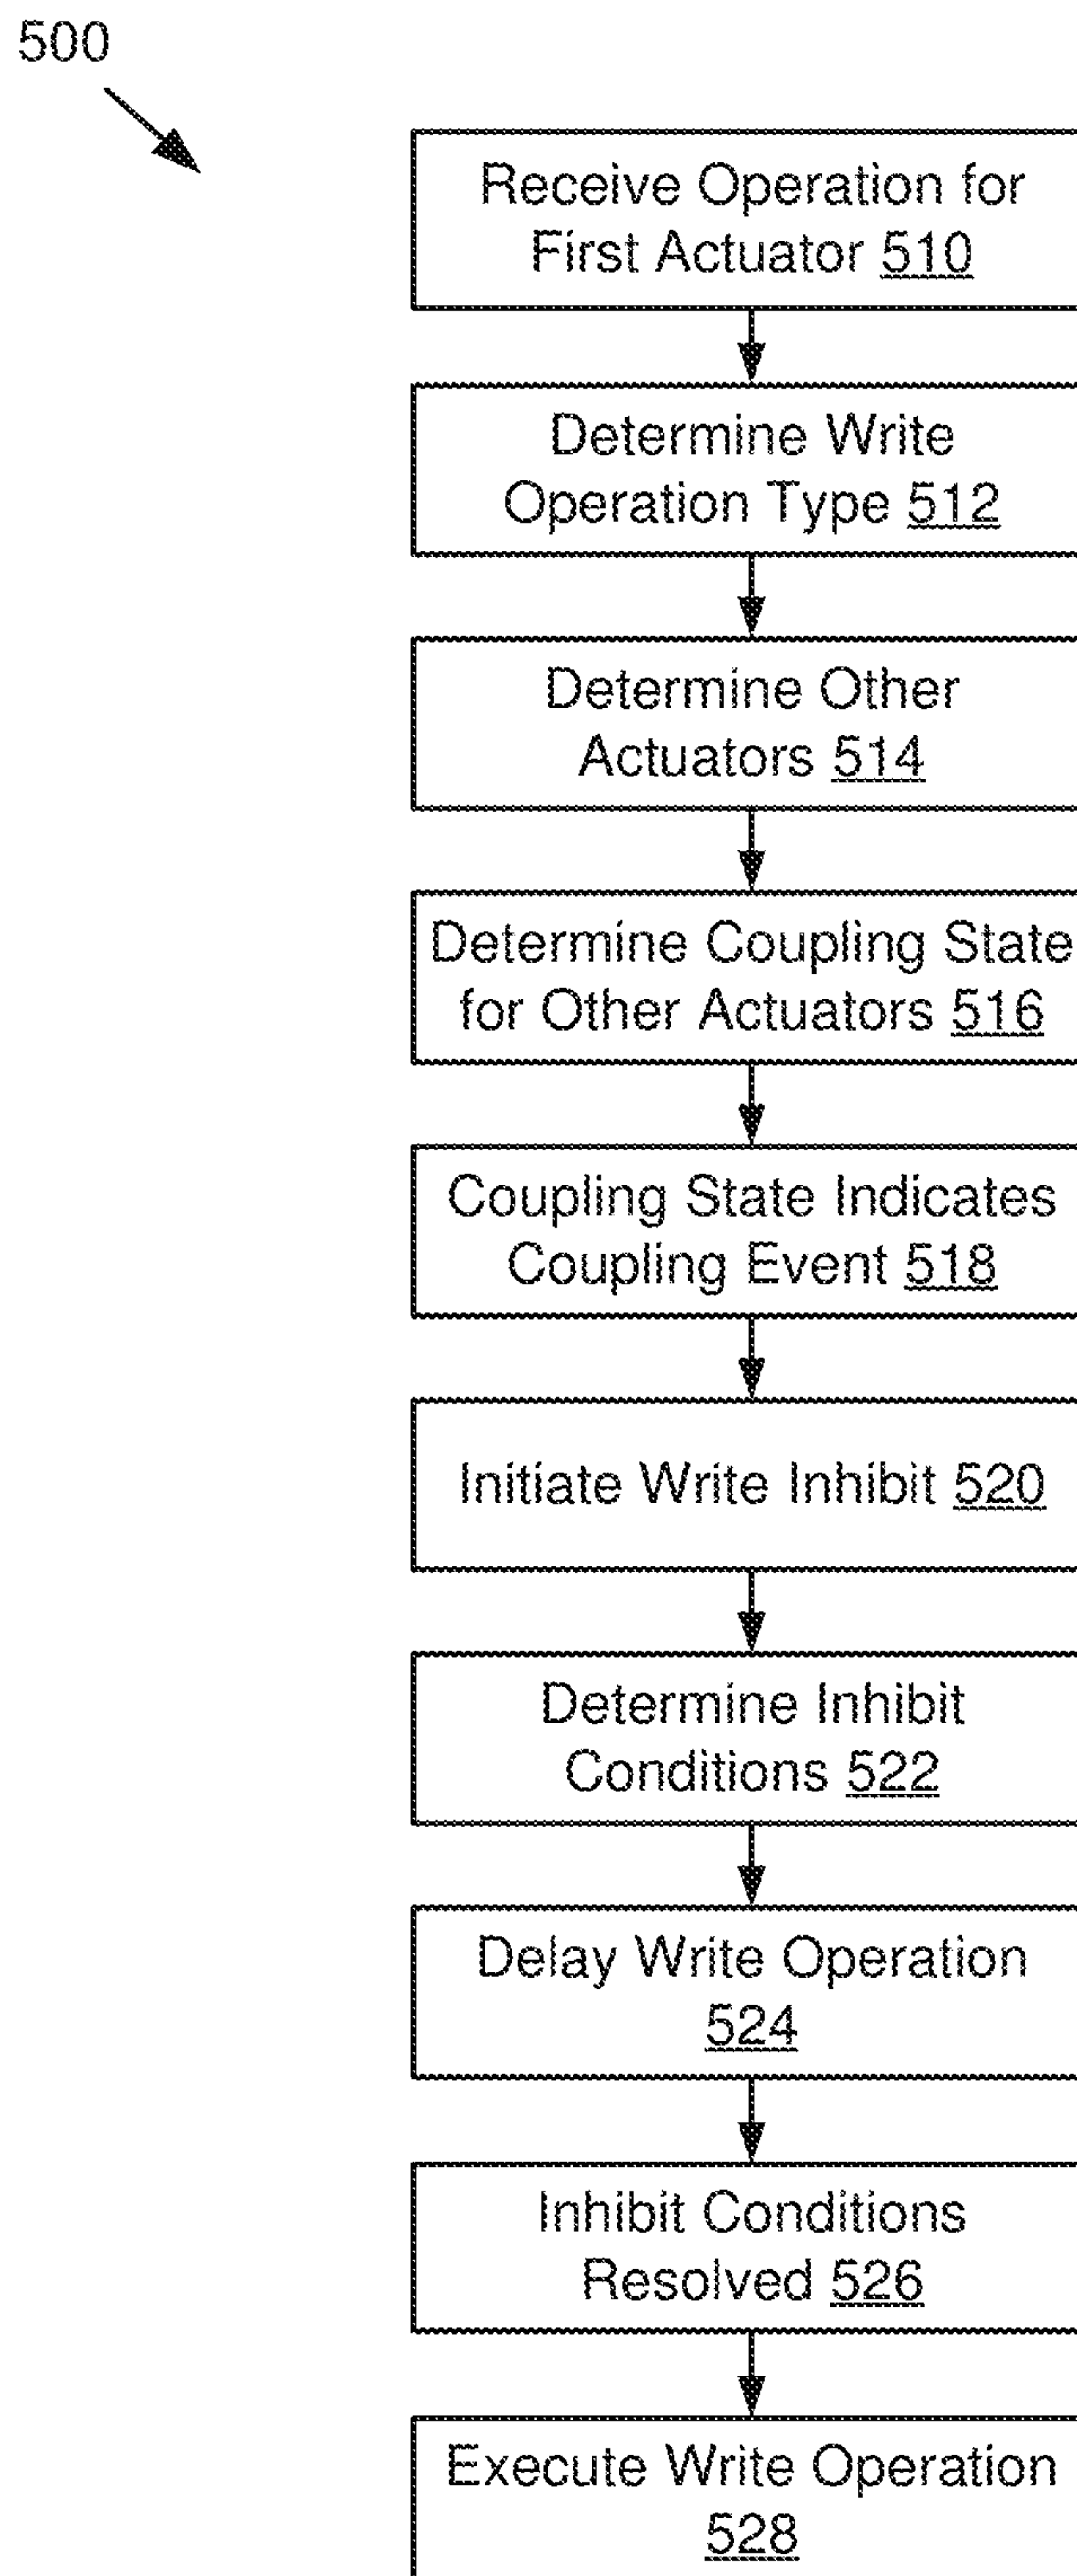 500
Receive Operation for
First Actuator 510
Determine Write
Operation Type 512
Determine Other
Actuators 514
Determine Coupling State
for Other Actuators 516
Coupling State Indicates
Coupling Event 518
Initiate Write Inhibit 520
Determine Inhibit
Conditions 522
Delay Write Operation
524
Inhibit Conditions
Resolved 526
Execute Write Operation
528